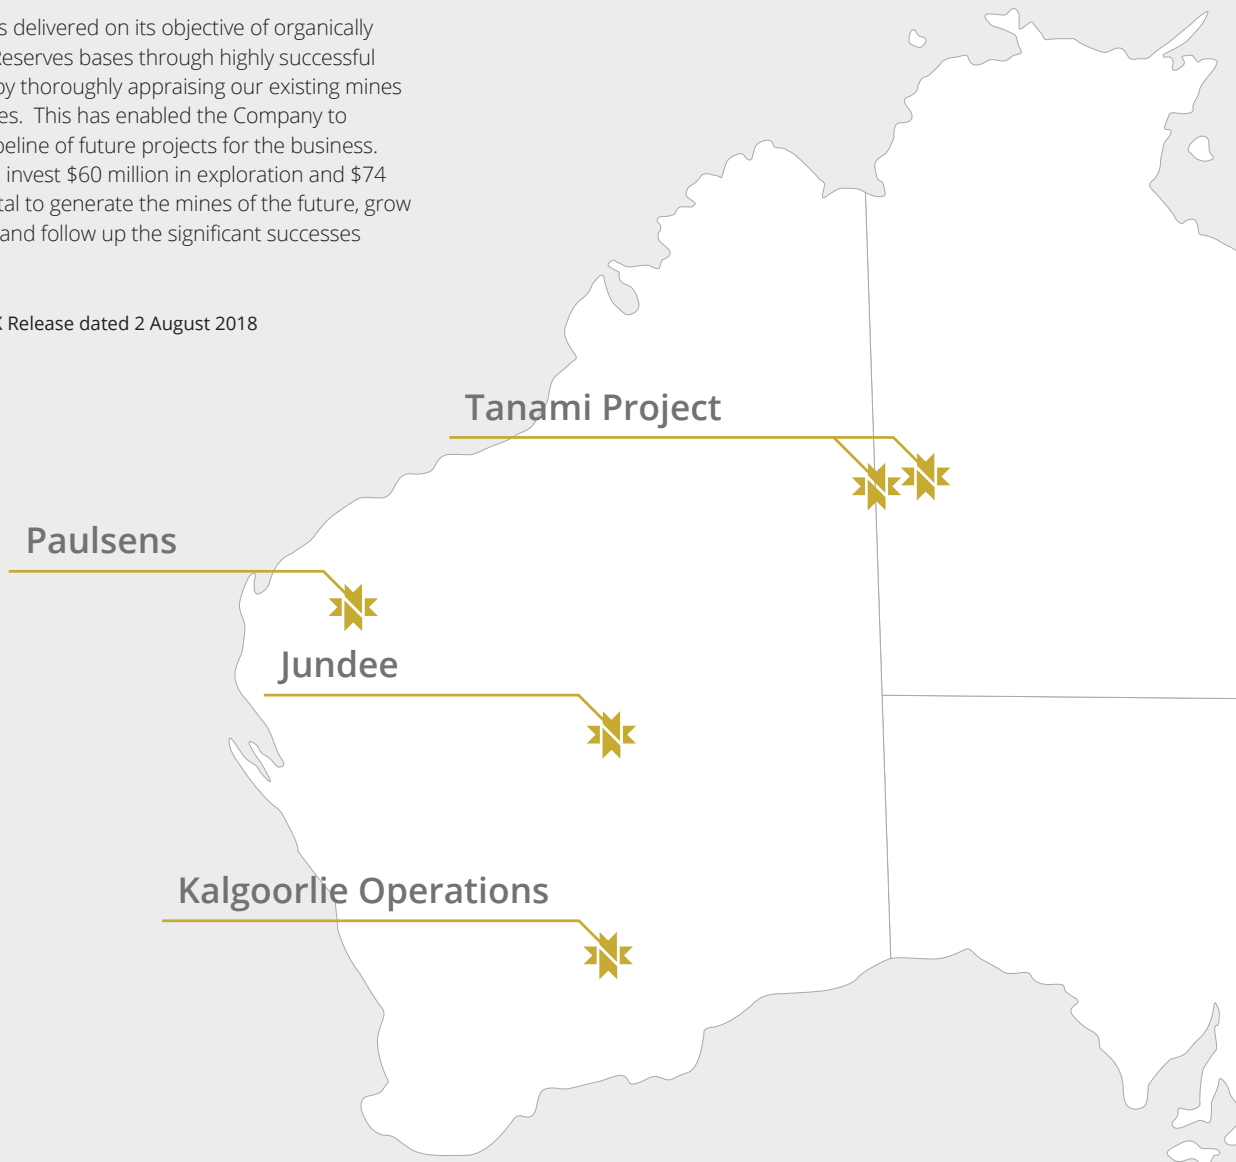 s delivered on its objective of organically
Reserves bases through highly successful
by thoroughly appraising our existing mines
es.  This has enabled the Company to
peline of future projects for the business.
invest $60 million in exploration and $74
tal to generate the mines of the future, grow
and follow up the significant successes
X Release dated 2 August 2018
Tanami Project
Paulsens
Jundee
Kalgoorlie Operations